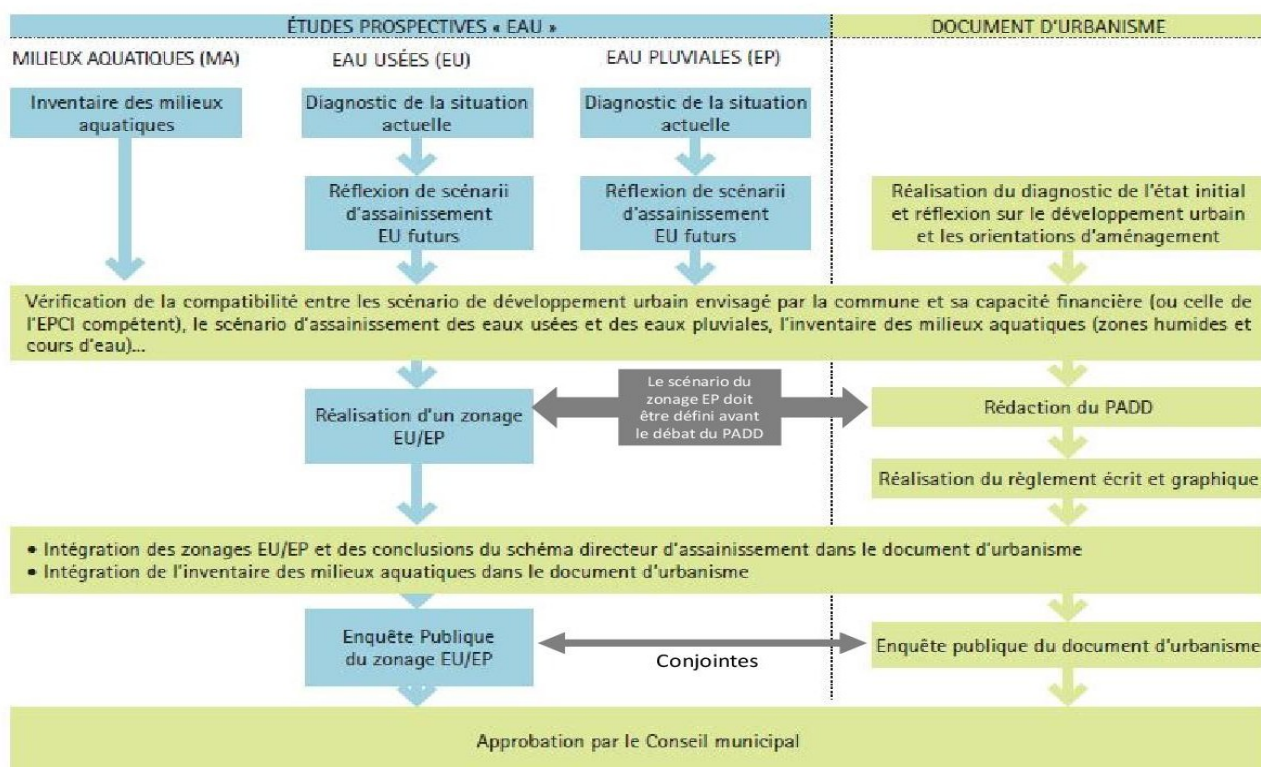 ÉTUDES PROSPECTIVES « EAU »
DOCUMENT D'URBANISME
MILIEUX AQUATIQUES (MA)
EAU USÉES (EU)
EAU PLUVIALES (EP)
Inventaire des milieux
aquatiques
Diagnostic de la situation
actuelle
Diagnostic de la situation
actuelle
Réflexion de scénarii
d'assainissement
EU futurs
Réflexion de scénarii
d'assainissement
EU futurs
Réalisation du diagnostic de l'état initial
et réflexion sur le développement urbain
et les orientations d'aménagement
Vérification de la compatibilité entre les scénario de développement urbain envisagé par la commune et sa capacité financière (ou celle de
l'EPCI compétent), le scénario d'assainissement des eaux usées et des eaux pluviales, l'inventaire des milieux aquatiques (zones humides et
cours d'eau)...
Réalisation d'un zonage
EU/EP
Le scénario du
zonage EP doit
être défini avant
le débat du PADD
Rédaction du PADD
Réalisation du règlement écrit et graphique
• Intégration des zonages EU/EP et des conclusions du schéma directeur d'assainissement dans le document d'urbanisme
• Intégration de l'inventaire des milieux aquatiques dans le document d'urbanisme
Enquête Publique
du zonage EU/EP
Conjointes
Enquête publique du document d'urbanisme
Approbation par le Conseil municipal